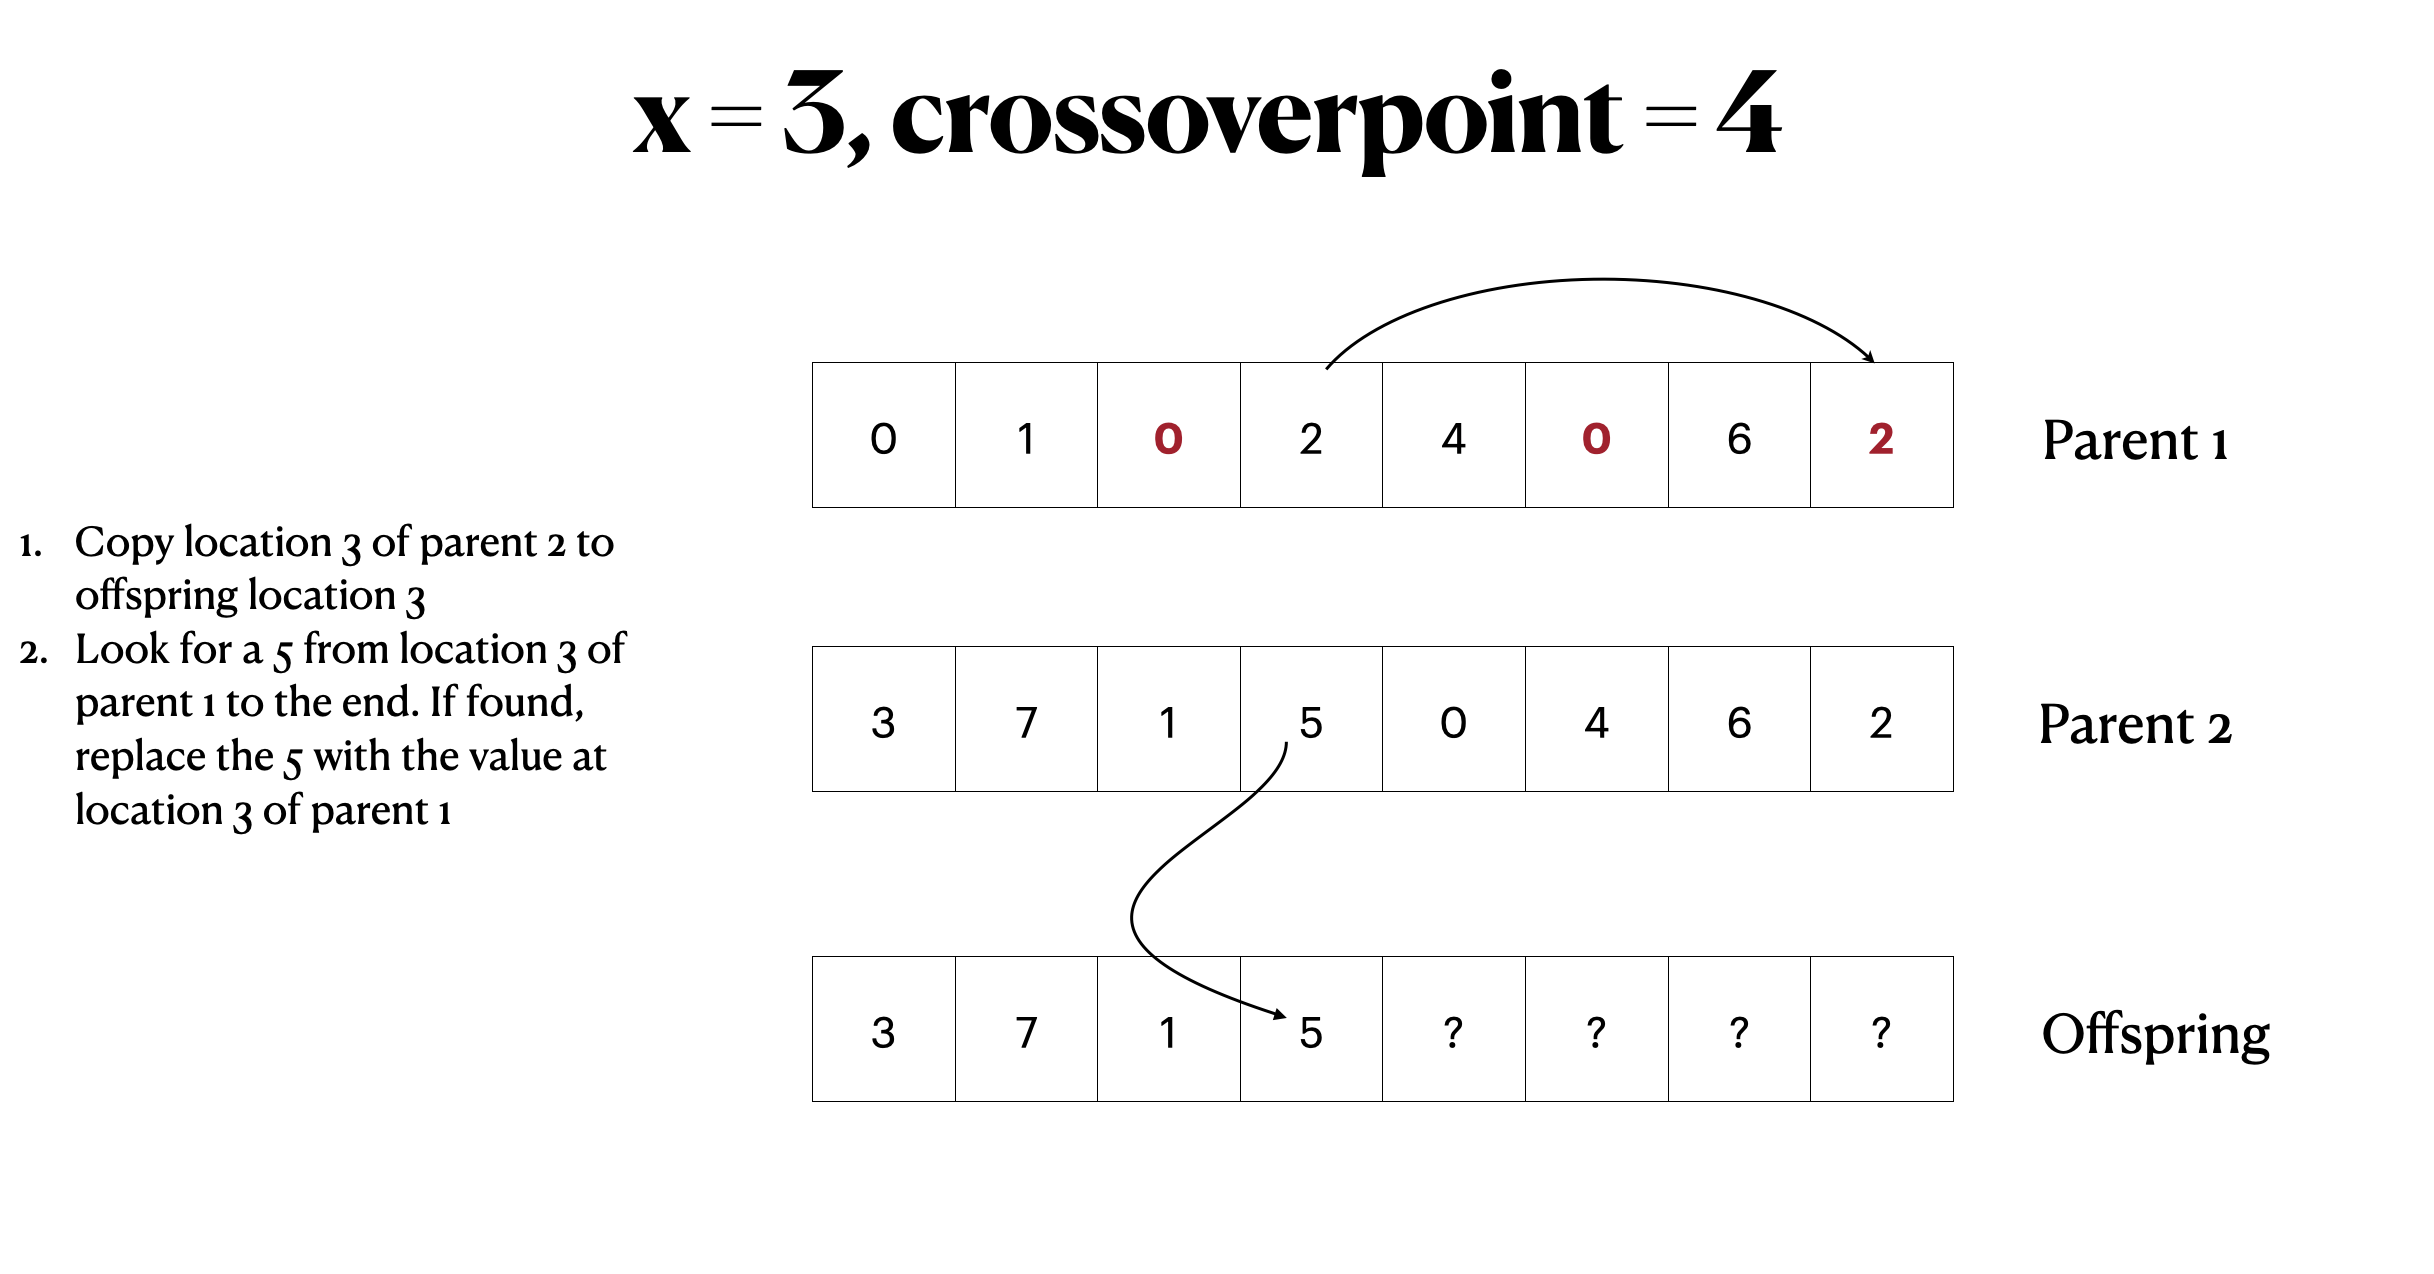 x = 3, crossoverpoint = 4
0 1 0 2 4 0 6 2 Parent 1
1. Copy location 3 of parent 2 to
offspring location 3
2. Look for a 5 from location 3 of
parent 1 to the end. If found,
replace the 5 with the value at
location 3 of parent 1
3 7 1 5 0 4 6 2 Parent 2
3 7 1 5 ? ? ? ? Offspring